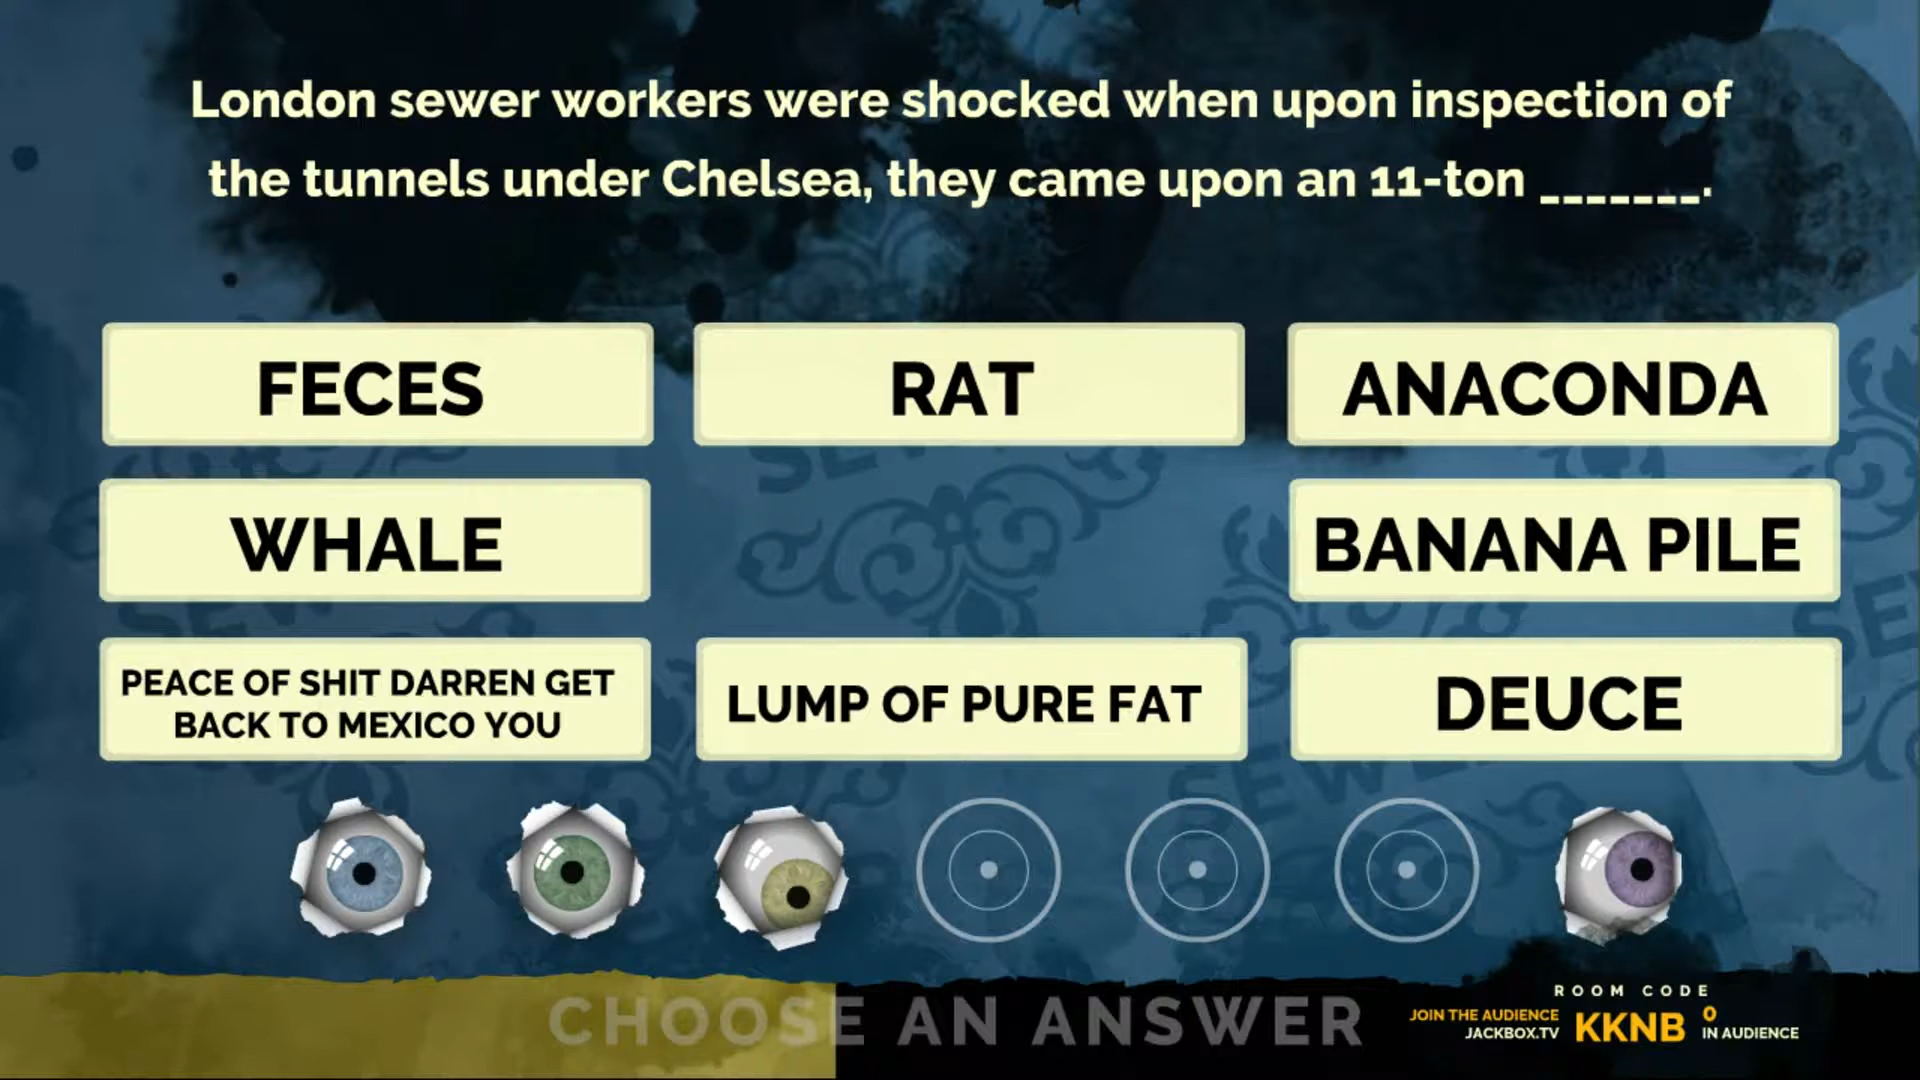 London sewer workers were shocked when upon inspection of
the tunnels under Chelsea, they came upon an 11-ton _______.
FECES
RAT
ANACONDA
WHALE
BANANA PILE
PEACE OF SHIT DARREN GET
BACK TO MEXICO YOU
LUMP OF PURE FAT
DEUCE
CHOOSE AN ANSWER
ROOM CODE
JOIN THE AUDIENCE
JACKBOX.TV
KKNB
0
IN AUDIENCE